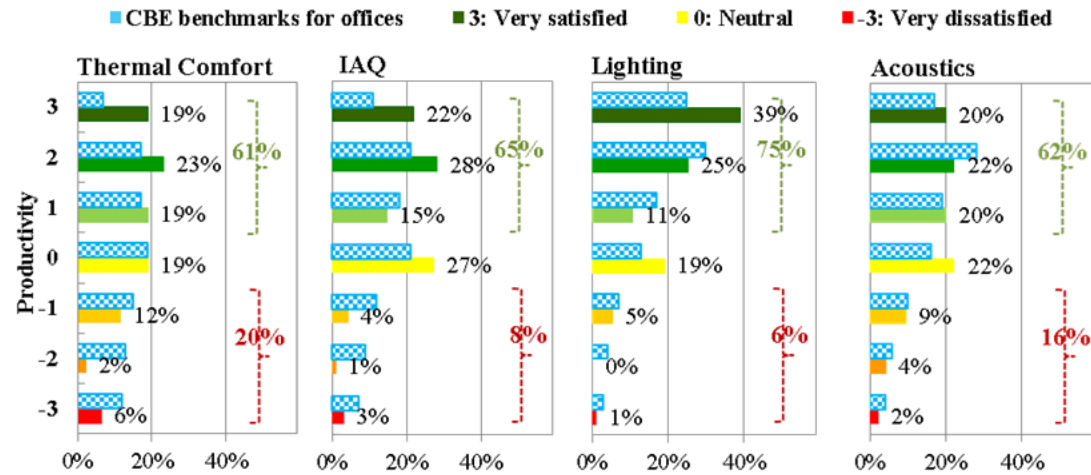 CBE benchmarks for offices 3: Very satisfied 0: Neutral -3: Very dissatisfied
Thermal Comfort IAQ Lighting Acoustics
Productivity
3 19% 22% 39% 20%
61% 65% 75% 62%
2 23% 28% 25% 22%
1 19% 15% 11% 20%
0 19% 27% 19% 22%
-1 12% 4% 5% 9%
20% 8% 6% 16%
-2 2% 1% 0% 4%
-3 6% 3% 1% 2%
0% 20% 40% 0% 20% 40% 0% 20% 40% 0% 20% 40%